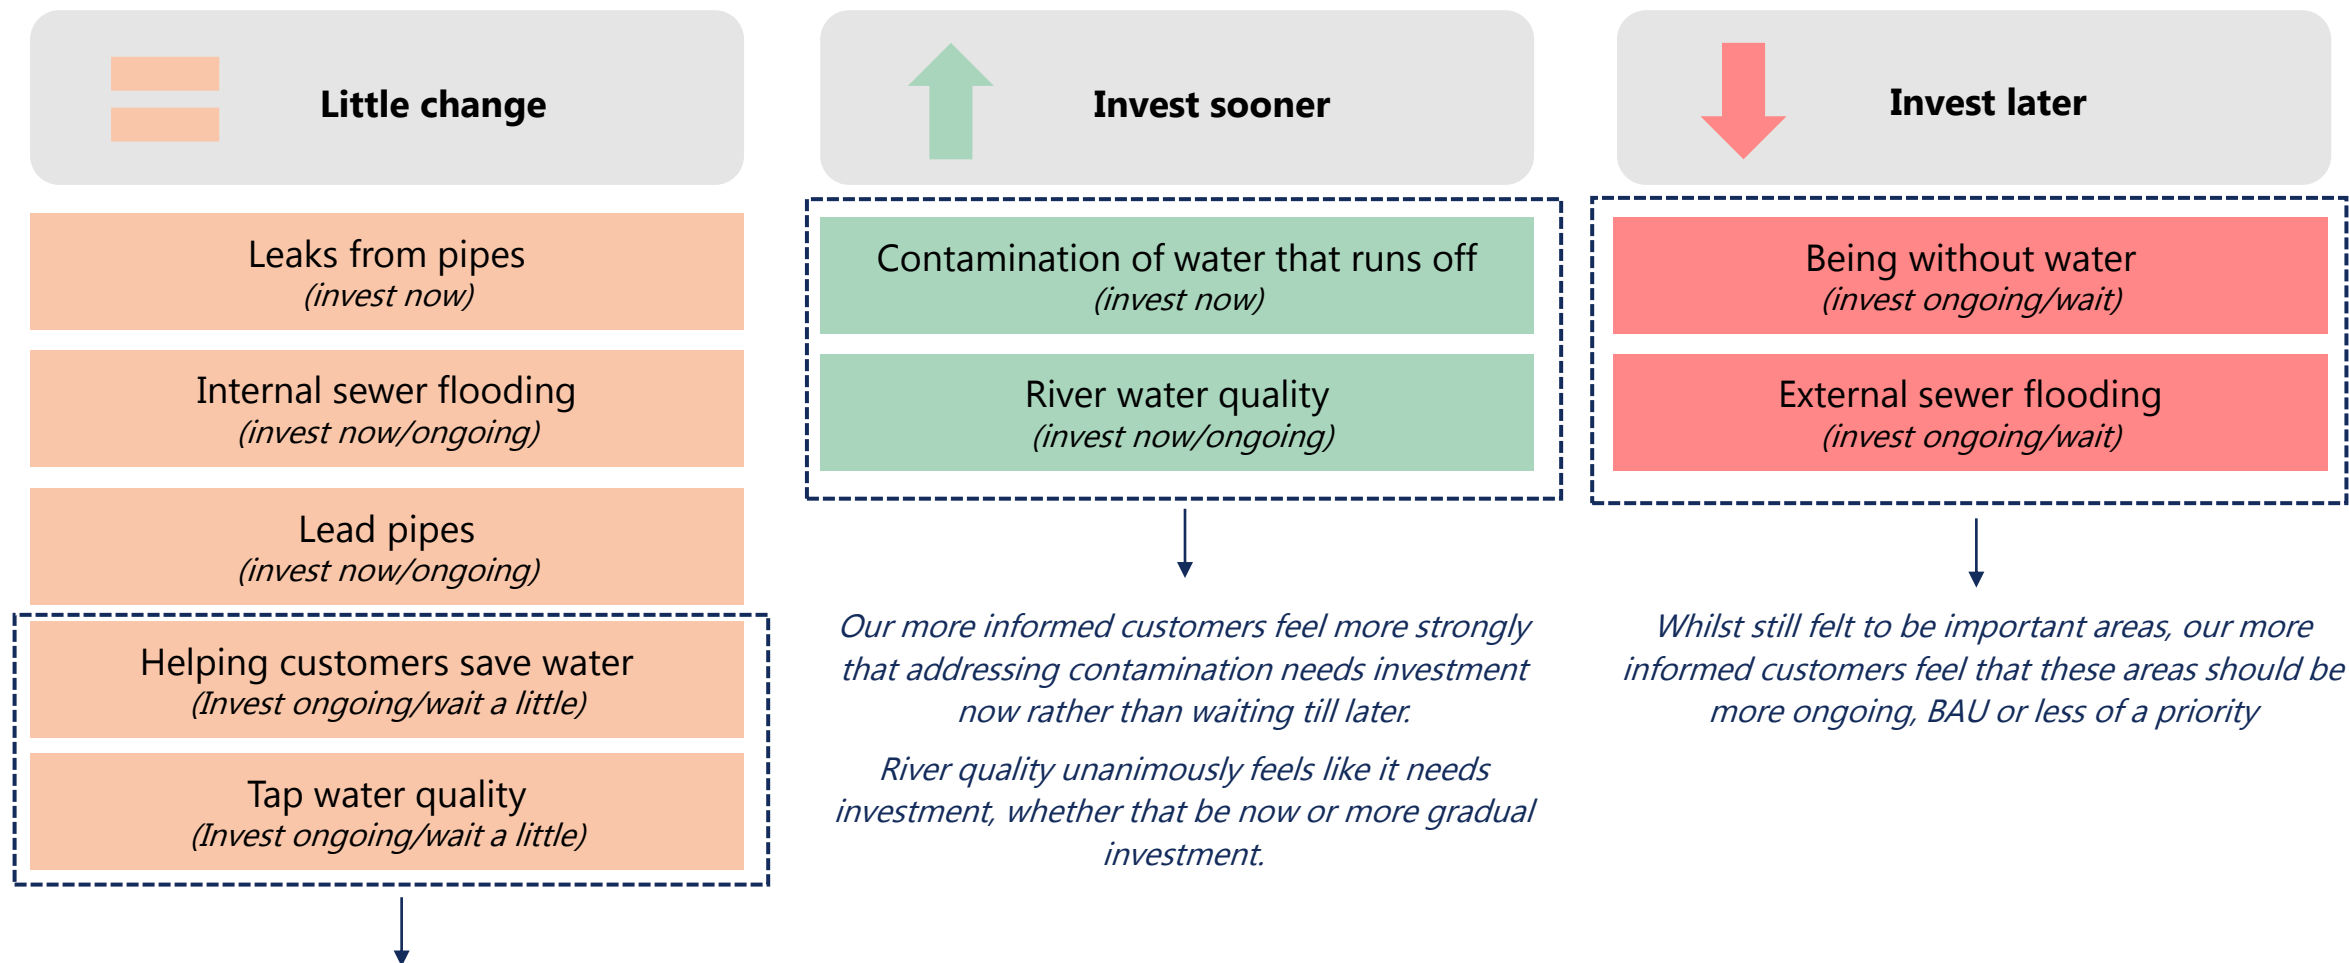 Little change
Leaks from pipes
(invest now)
Internal sewer flooding
(invest now/ongoing)
Lead pipes
(invest now/ongoing)
Helping customers save water
(Invest ongoing/wait a little)
Tap water quality
(Invest ongoing/wait a little)
Invest sooner
Contamination of water that runs off
(invest now)
River water quality
(invest now/ongoing)
Our more informed customers feel more strongly
that addressing contamination needs investment
now rather than waiting till later.
River quality unanimously feels like it needs
investment, whether that be now or more gradual
investment.
Invest later
Being without water
(invest ongoing/wait)
External sewer flooding
(invest ongoing/wait)
Whilst still felt to be important areas, our more
informed customers feel that these areas should be
more ongoing, BAU or less of a priority